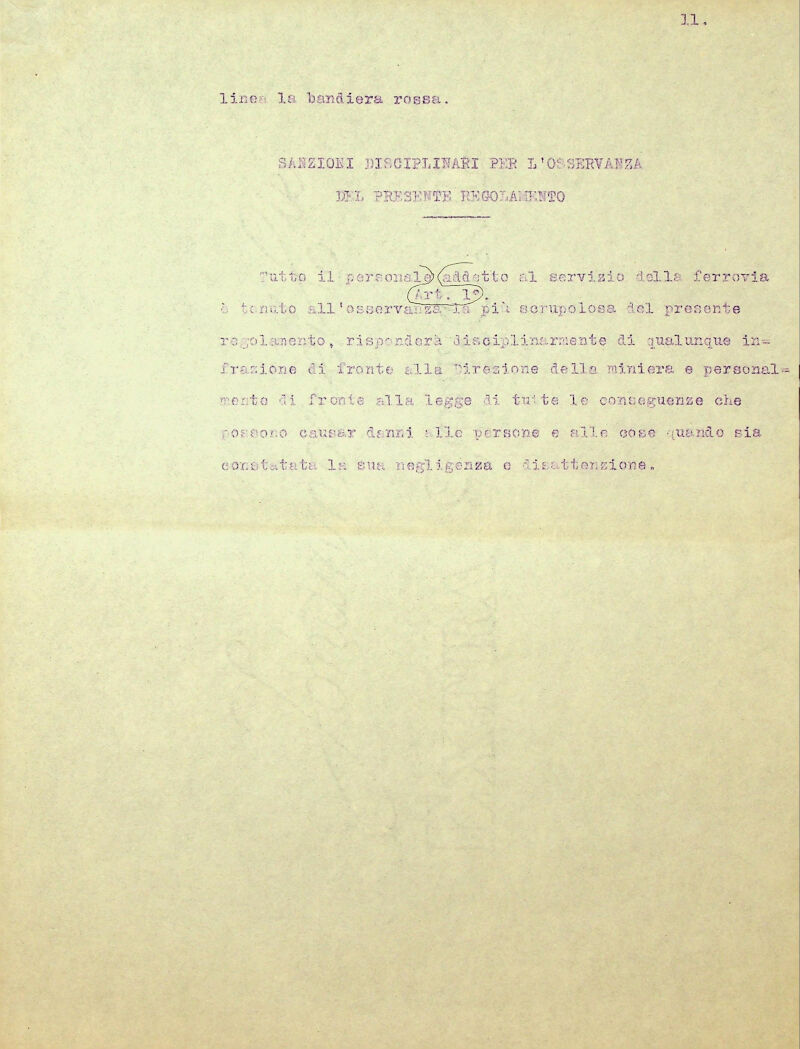 11.
linea la bandiera rossa.
SANZIONI DISCIPLINARI PER L'OSSERVANZA
DEL PRESENTE REGOLAMENTO
Tutto il personale (addetto al servizio della ferrovia
(Art. 1°).
è tenuto all'osservanza la più scrupolosa del presente
regolamento, risponderà disciplinarmente di qualunque in=
frazione di fronte alla Direzione della miniera e personal=
mente di fronte alla legge di tutte le conseguenze che
possono causar danni alle persone e alle cose quando sia
constatata la sua negligenza e disattenzione.